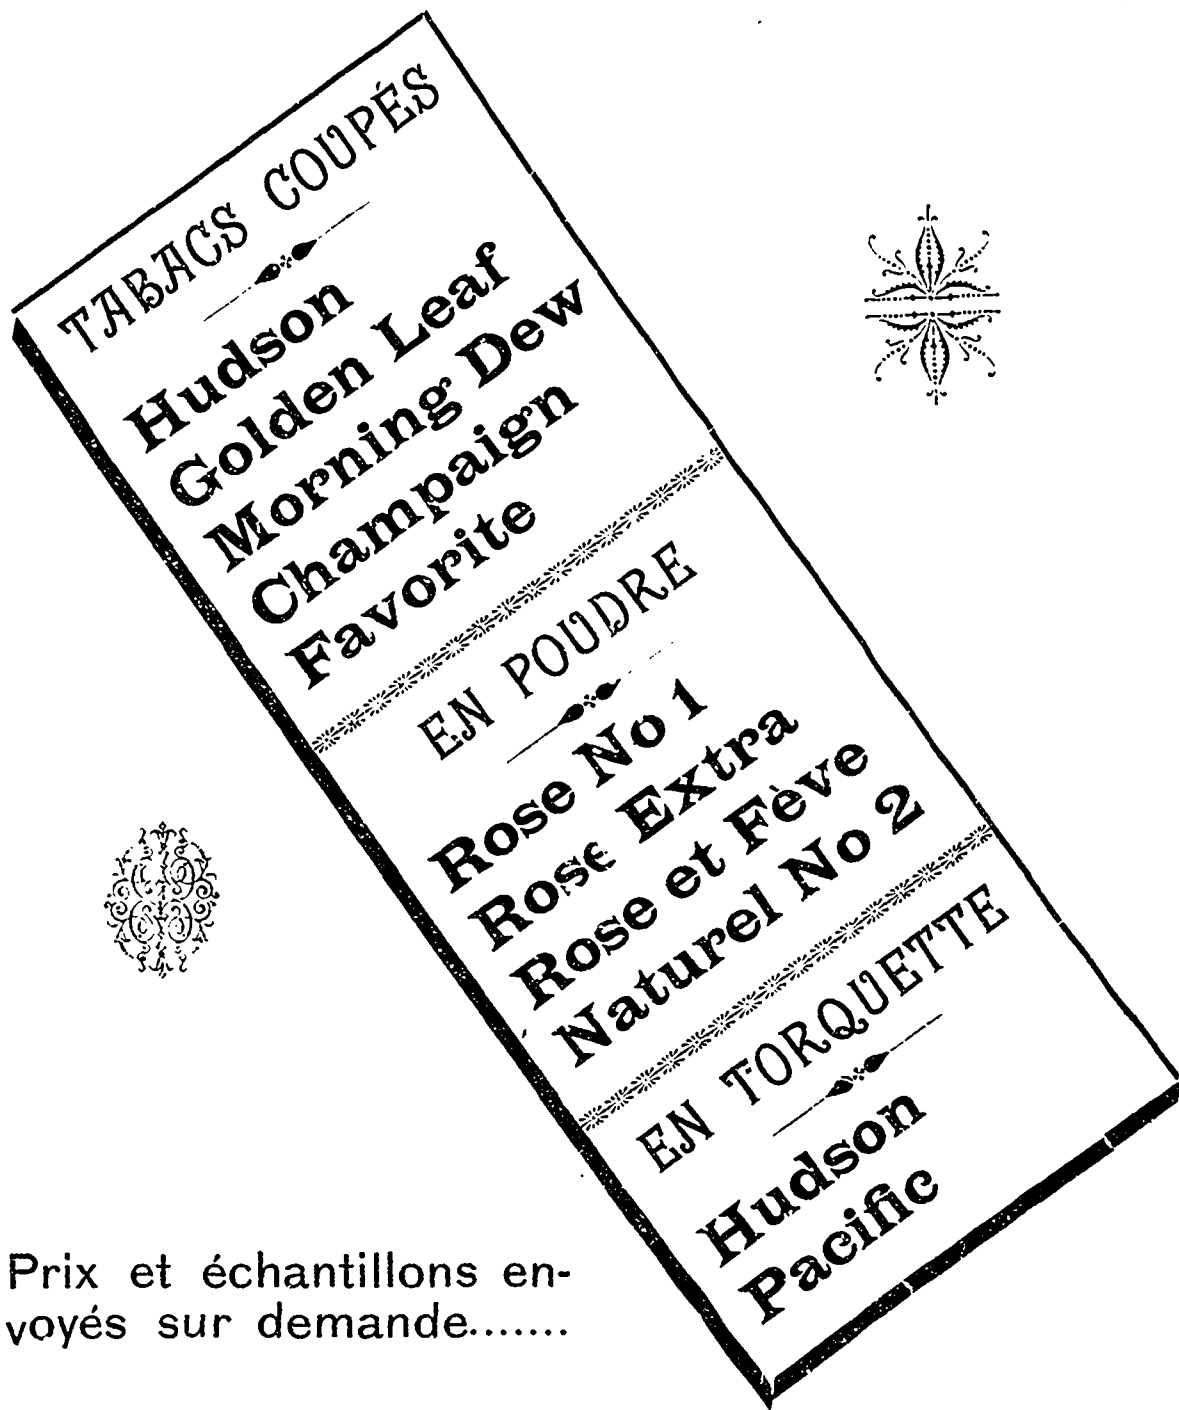 TABACS COUPÉS
Hudson
Golden Leaf
Morning Dew
Champaign
Favorite
EN POUDRE
Rose No 1
Rose Extra
Rose et Fève
Naturel No 2
EN TORQUETTE
Hudson
Pacific
Prix et échantillons en-
voyés sur demande.......